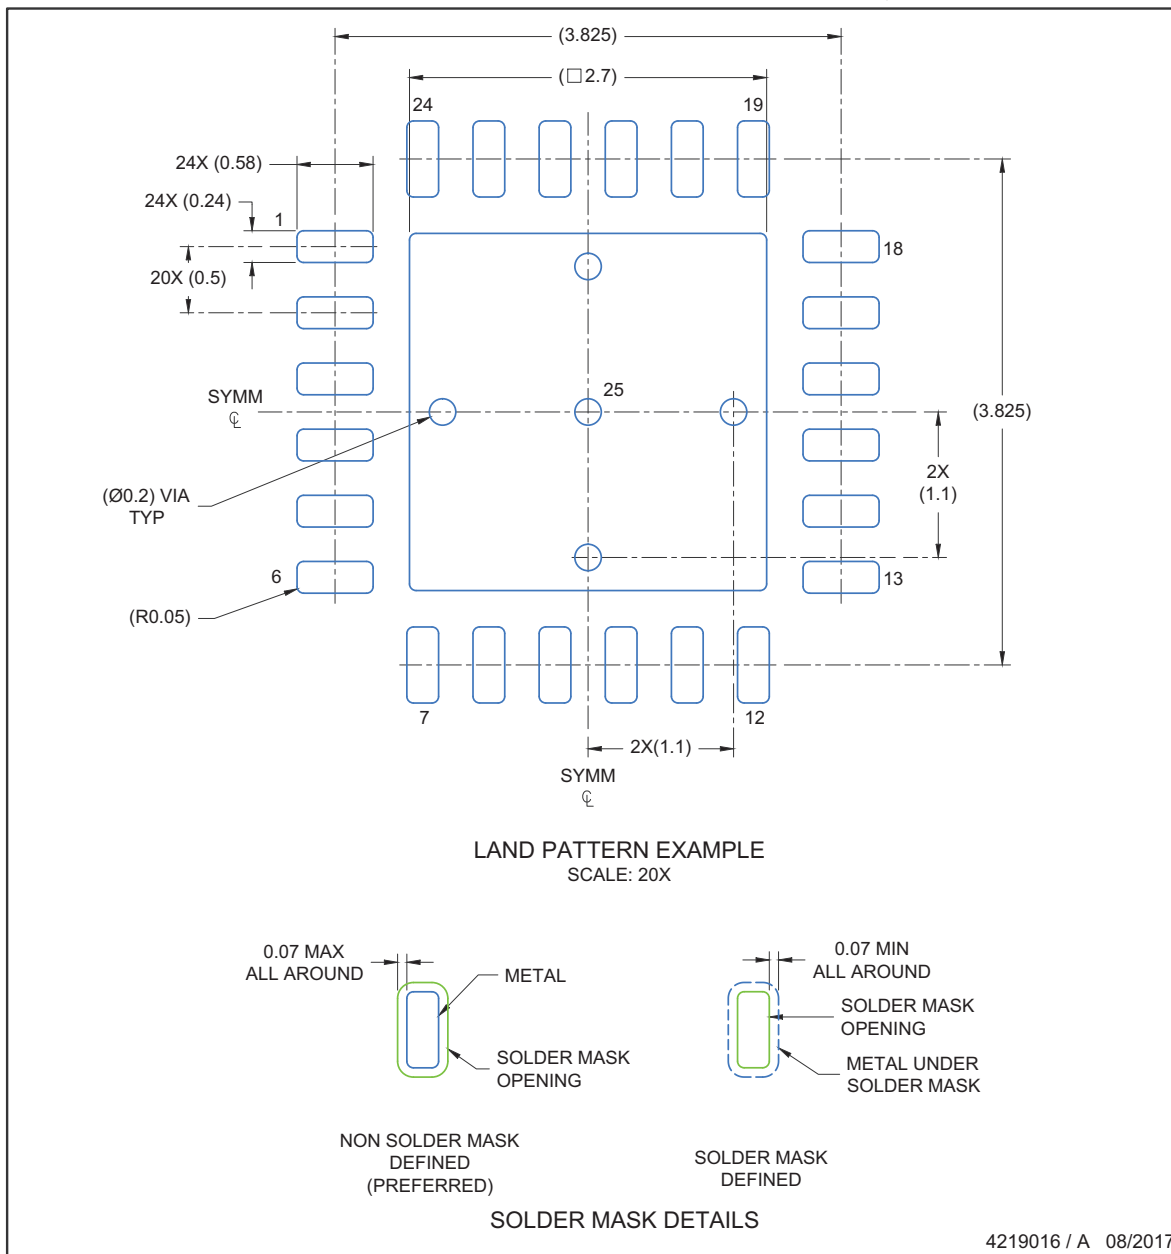 (3.825)
(□2.7)
24
19
24X (0.58)
24X (0.24)
1
18
20X (0.5)
SYMM
℄
25
(3.825)
2X
(1.1)
(Ø0.2) VIA
TYP
6
13
(R0.05)
7
12
2X(1.1)
SYMM
℄
LAND PATTERN EXAMPLE
SCALE: 20X
0.07 MAX
ALL AROUND
METAL
SOLDER MASK
OPENING
NON SOLDER MASK
DEFINED
(PREFERRED)
0.07 MIN
ALL AROUND
SOLDER MASK
OPENING
METAL UNDER
SOLDER MASK
SOLDER MASK
DEFINED
SOLDER MASK DETAILS
4219016 / A 08/2017